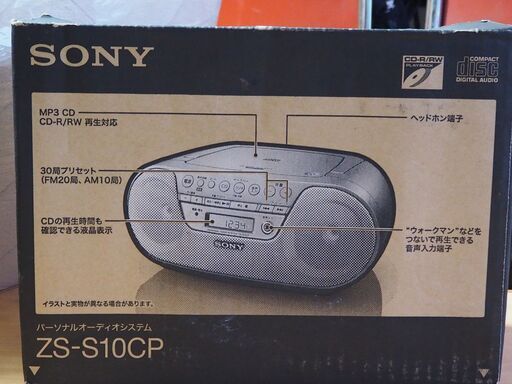 SONY
CD-R/RW
PLAYBACK
COMPACT
disc
DIGITAL AUDIO
MP3 CD
CD-R/RW 再生対応
ヘッドホン端子
30局プリセット
(FM20局、AM10局)
SONY
CDの再生時間も
確認できる液晶表示
1234
SONY
“ウォークマン”などを
つないで再生できる
音声入力端子
イラストと実物が異なる場合があります。
パーソナルオーディオシステム
ZS-S10CP